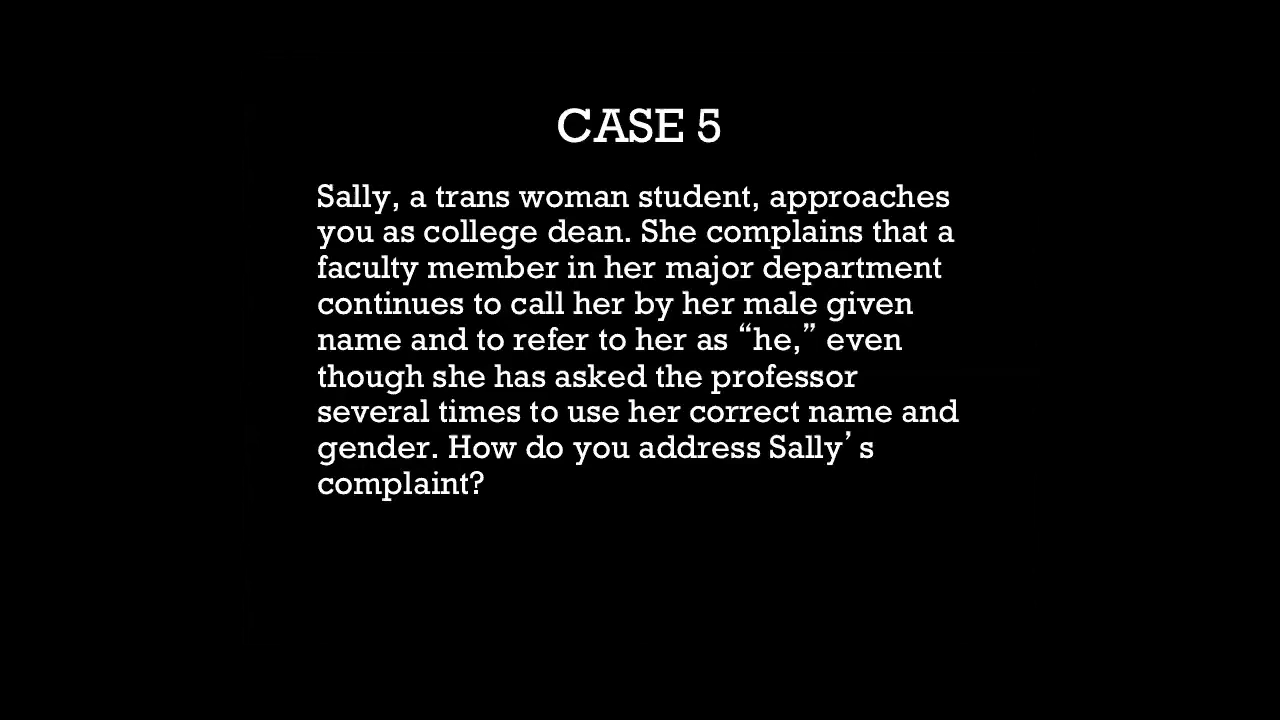 CASE 5
Sally, a trans woman student, approaches
you as college dean. She complains that a
faculty member in her major department
continues to call her by her male given
name and to refer to her as “he,” even
though she has asked the professor
several times to use her correct name and
gender. How do you address Sally’s
complaint?